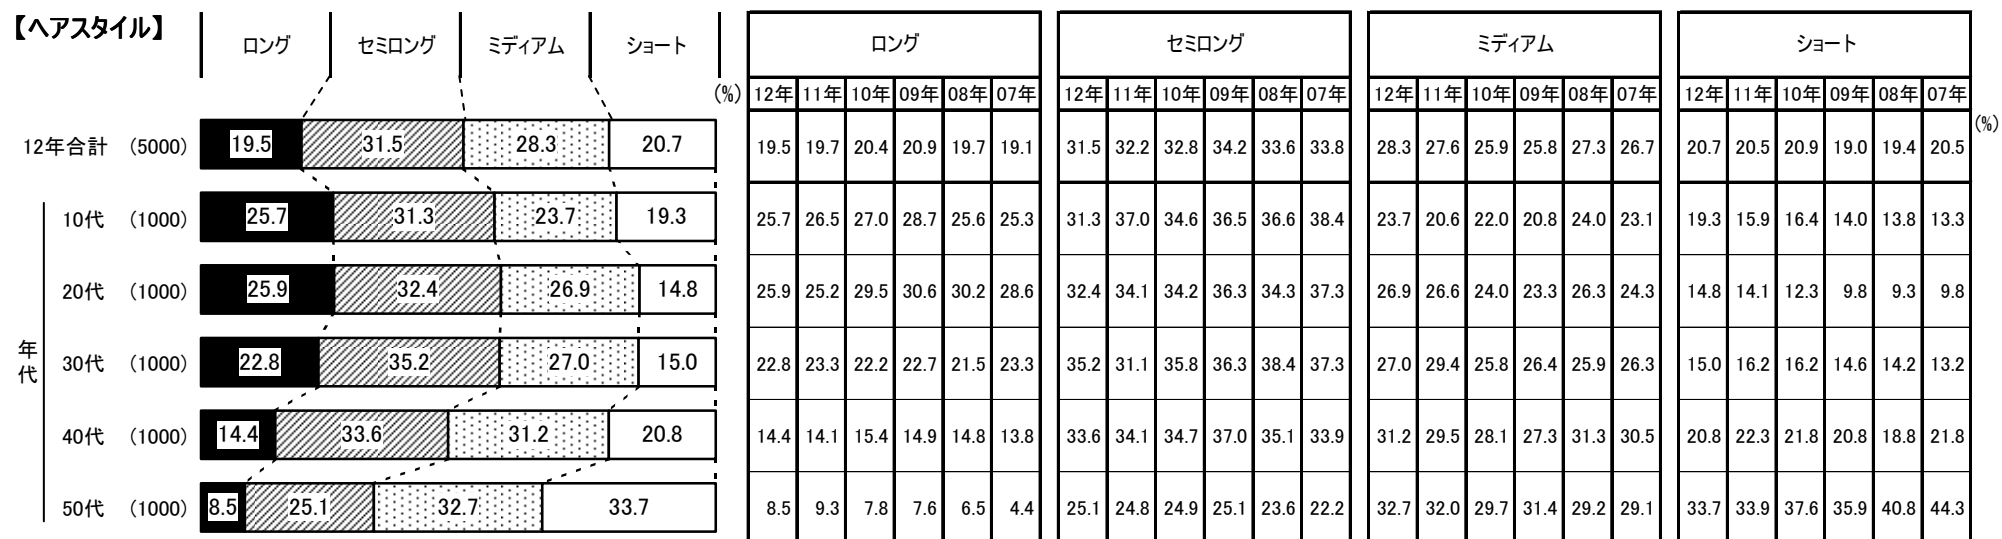 【ヘアスタイル】
ロング セミロング ミディアム ショート
(%)
12年合計 (5000) 19.5 31.5 28.3 20.7
10代 (1000) 25.7 31.3 23.7 19.3
20代 (1000) 25.9 32.4 26.9 14.8
30代 (1000) 22.8 35.2 27.0 15.0
40代 (1000) 14.4 33.6 31.2 20.8
50代 (1000) 8.5 25.1 32.7 33.7
年代
ロング
12年 11年 10年 09年 08年 07年
19.5 19.7 20.4 20.9 19.7 19.1
25.7 26.5 27.0 28.7 25.6 25.3
25.9 25.2 29.5 30.6 30.2 28.6
22.8 23.3 22.2 22.7 21.5 23.3
14.4 14.1 15.4 14.9 14.8 13.8
8.5 9.3 7.8 7.6 6.5 4.4
セミロング
12年 11年 10年 09年 08年 07年
31.5 32.2 32.8 34.2 33.6 33.8
31.3 37.0 34.6 36.5 36.6 38.4
32.4 34.1 34.2 36.3 34.3 37.3
35.2 31.1 35.8 36.3 38.4 37.3
33.6 34.1 34.7 37.0 35.1 33.9
25.1 24.8 24.9 25.1 23.6 22.2
ミディアム
12年 11年 10年 09年 08年 07年
28.3 27.6 25.9 25.8 27.3 26.7
23.7 20.6 22.0 20.8 24.0 23.1
26.9 26.6 24.0 23.3 26.3 24.3
27.0 29.4 25.8 26.4 25.9 26.3
31.2 29.5 28.1 27.3 31.3 30.5
32.7 32.0 29.7 31.4 29.2 29.1
ショート
12年 11年 10年 09年 08年 07年
(%)
20.7 20.5 20.9 19.0 19.4 20.5
19.3 15.9 16.4 14.0 13.8 13.3
14.8 14.1 12.3 9.8 9.3 9.8
15.0 16.2 16.2 14.6 14.2 13.2
20.8 22.3 21.8 20.8 18.8 21.8
33.7 33.9 37.6 35.9 40.8 44.3